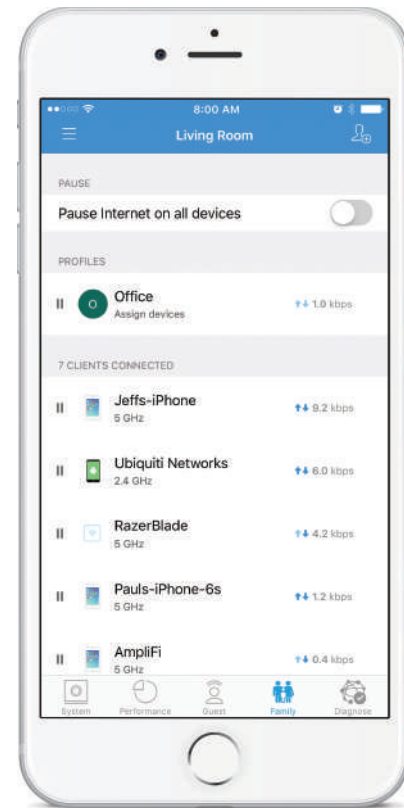 8:00 AM
Living Room
PAUSE
Pause Internet on all devices
PROFILES
O
Office
Assign devices
1.0 kbps
7 CLIENTS CONNECTED
Jeffs-iPhone
5 GHz
9.2 kbps
Ubiquiti Networks
2.4 GHz
6.0 kbps
RazerBlade
5 GHz
4.2 kbps
Pauls-iPhone-6s
5 GHz
1.2 kbps
AmpliFi
5 GHz
0.4 kbps
System Performance Guest Family Diagnose